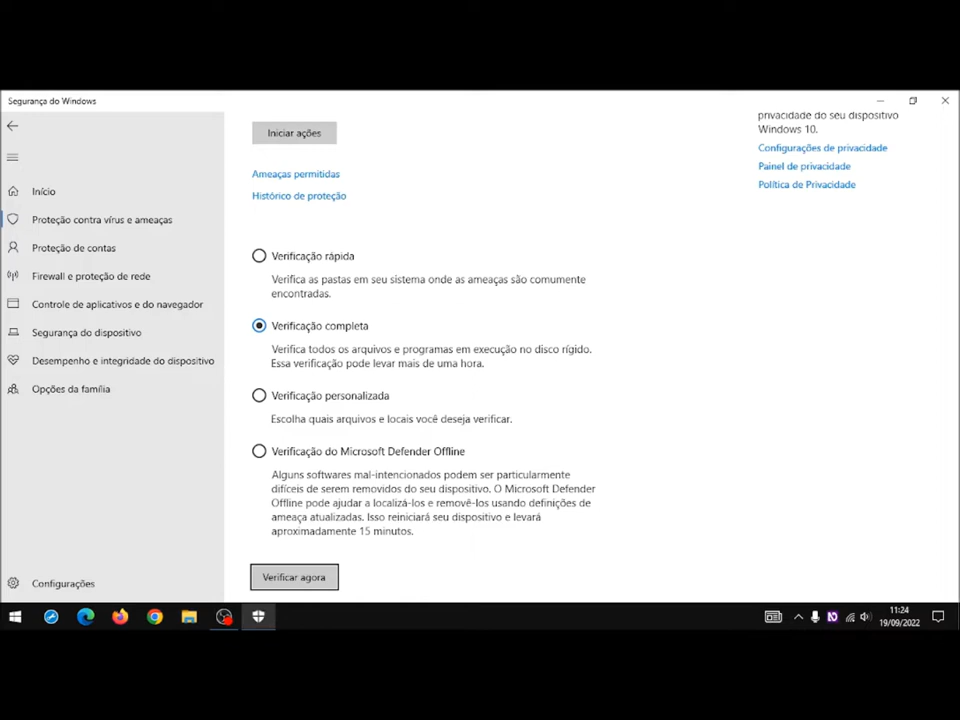 Segurança do Windows
Início
Proteção contra vírus e ameaças
Proteção de contas
Firewall e proteção de rede
Controle de aplicativos e do navegador
Segurança do dispositivo
Desempenho e integridade do dispositivo
Opções da família
Configurações
Iniciar ações
Ameaças permitidas
Histórico de proteção
Verificação rápida
Verifica as pastas em seu sistema onde as ameaças são comumente
encontradas.
Verificação completa
Verifica todos os arquivos e programas em execução no disco rígido.
Essa verificação pode levar mais de uma hora.
Verificação personalizada
Escolha quais arquivos e locais você deseja verificar.
Verificação do Microsoft Defender Offline
Alguns softwares mal-intencionados podem ser particularmente
difíceis de serem removidos do seu dispositivo. O Microsoft Defender
Offline pode ajudar a localizá-los e removê-los usando definições de
ameaça atualizadas. Isso reiniciará seu dispositivo e levará
aproximadamente 15 minutos.
Verificar agora
privacidade do seu dispositivo
Windows 10.
Configurações de privacidade
Painel de privacidade
Política de Privacidade
11:24
19/09/2022